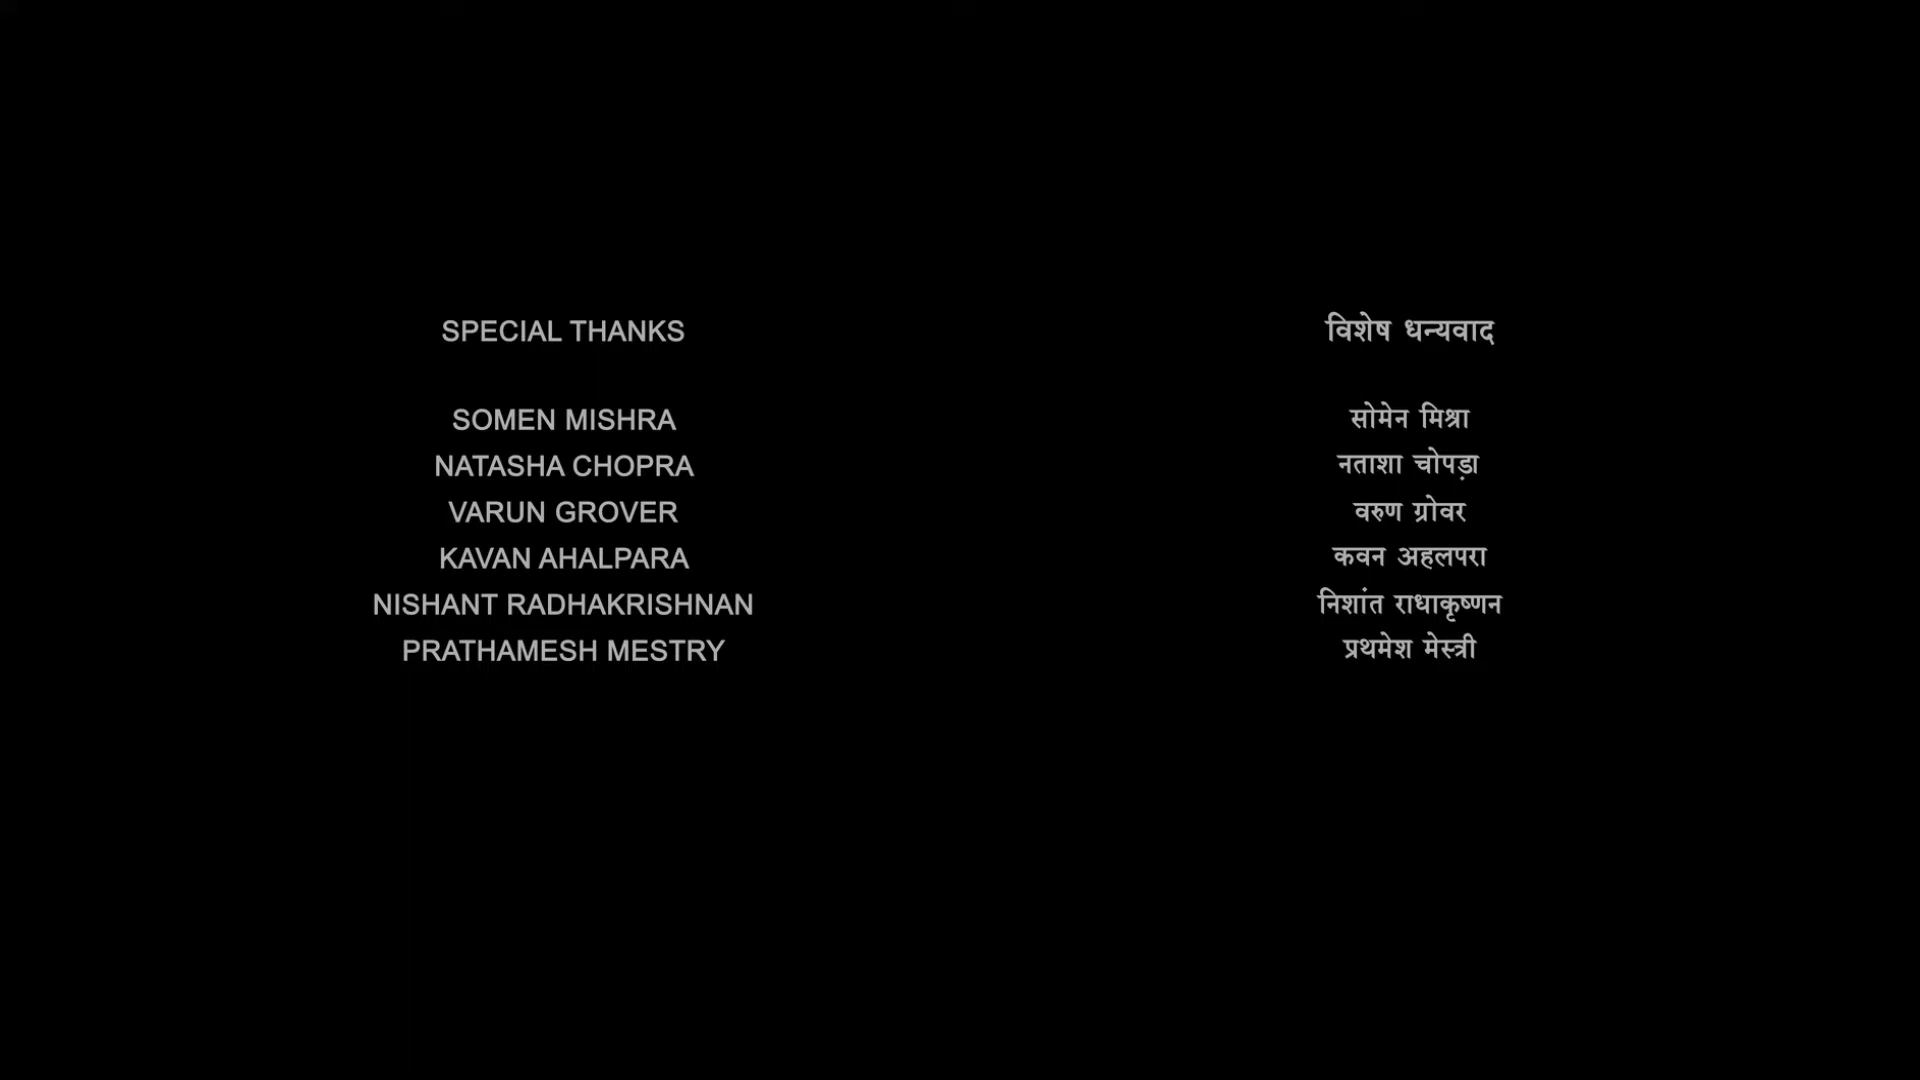 SPECIAL THANKS
SOMEN MISHRA
NATASHA CHOPRA
VARUN GROVER
KAVAN AHALPARA
NISHANT RADHAKRISHNAN
PRATHAMESH MESTRY
विशेष धन्यवाद
सोमेन मिश्रा
नताशा चोपड़ा
वरुण ग्रोवर
कवन अहलपरा
निशांत राधाकृष्णन
प्रथमेश मेस्त्री